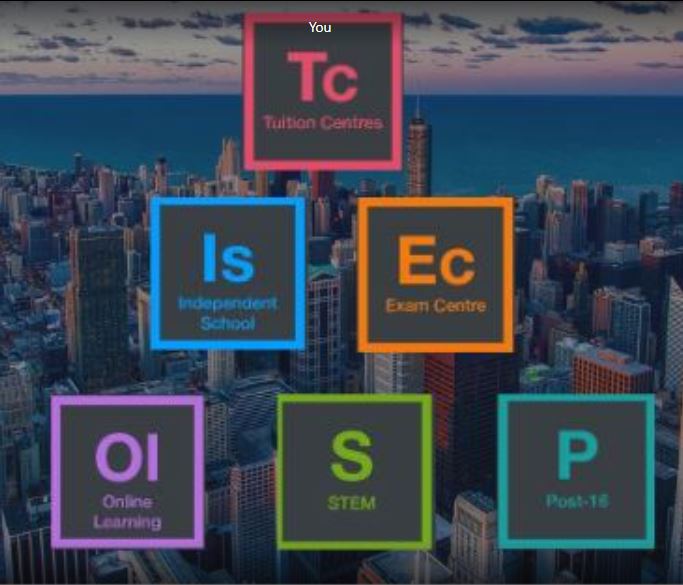 You
Tc
Tuition Centres
Is
Independent
School
Ec
Exam Centre
Ol
Online
Learning
S
STEM
P
Post-16